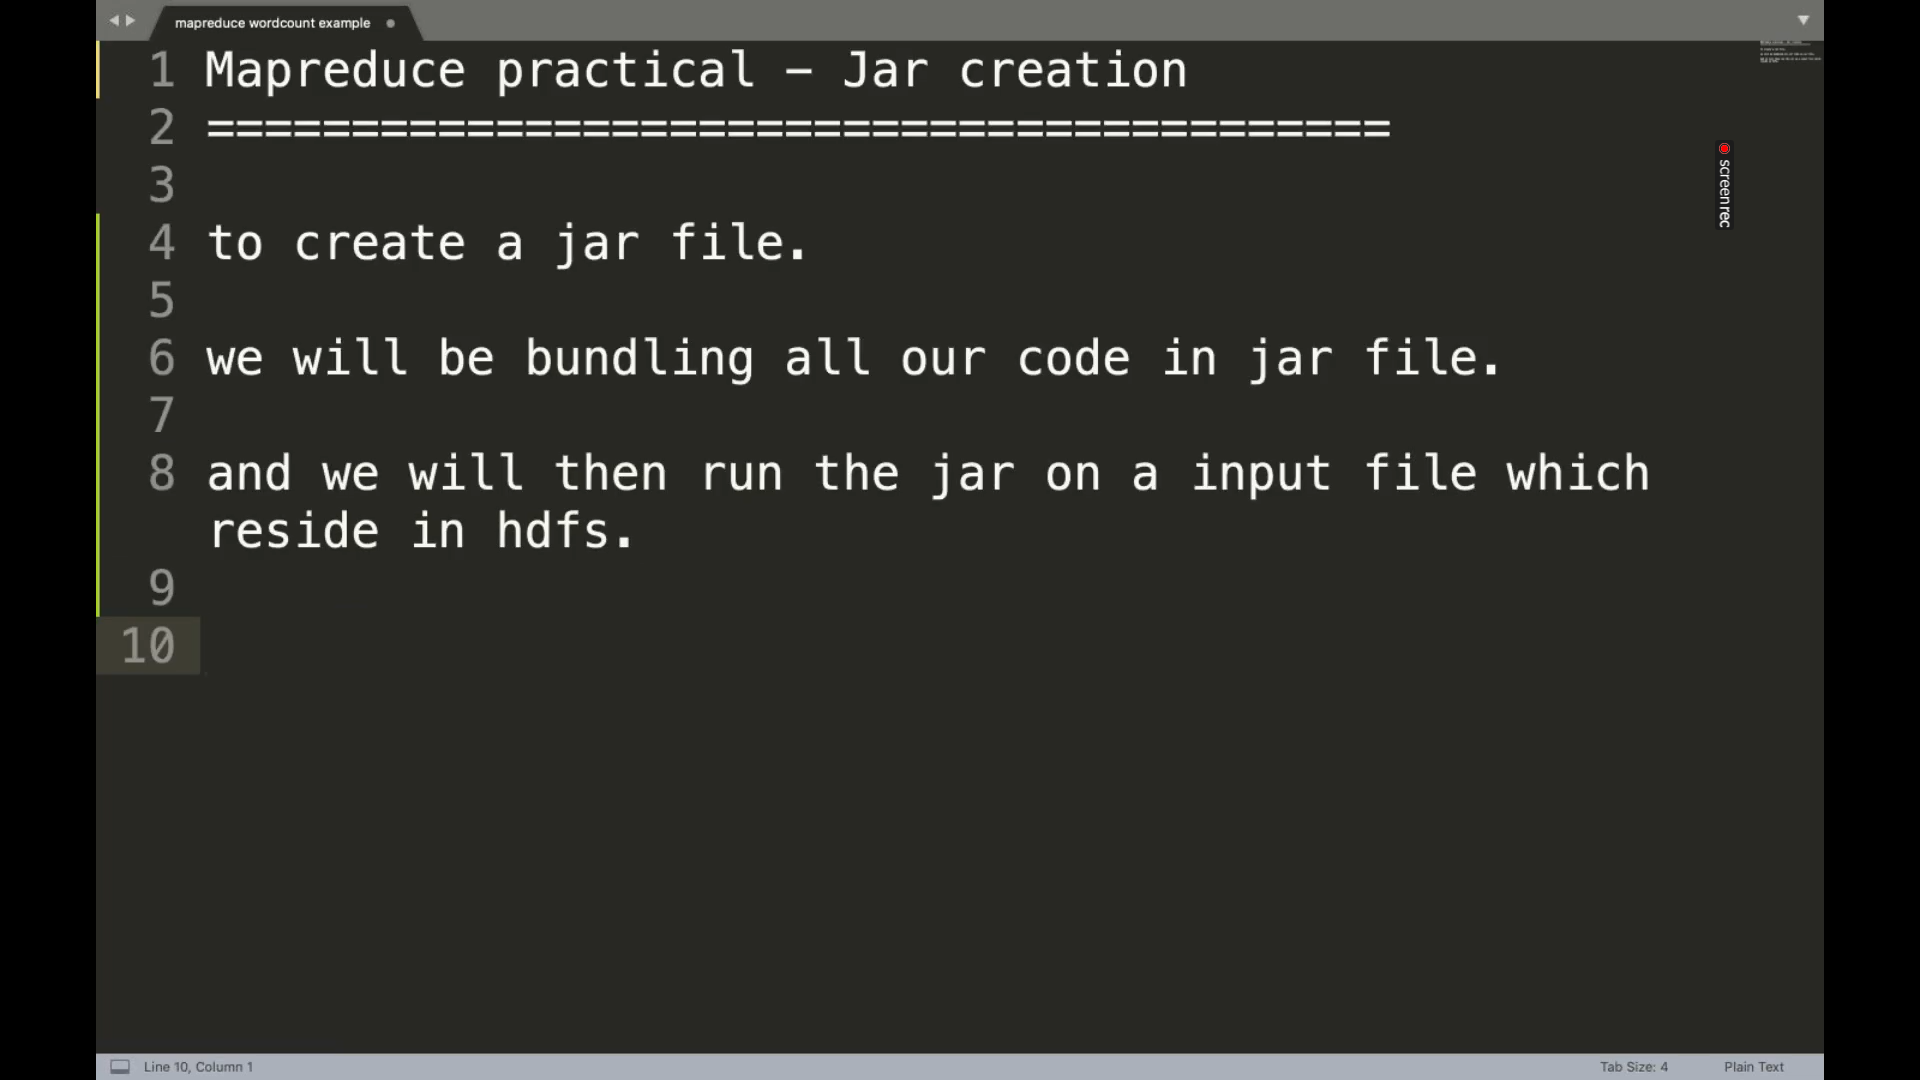 mapreduce wordcount example
1 Mapreduce practical - Jar creation
2 =========================================
3
4 to create a jar file.
5
6 we will be bundling all our code in jar file.
7
8 and we will then run the jar on a input file which
reside in hdfs.
9
10
screenrec
Line 10, Column 1
Tab Size: 4
Plain Text